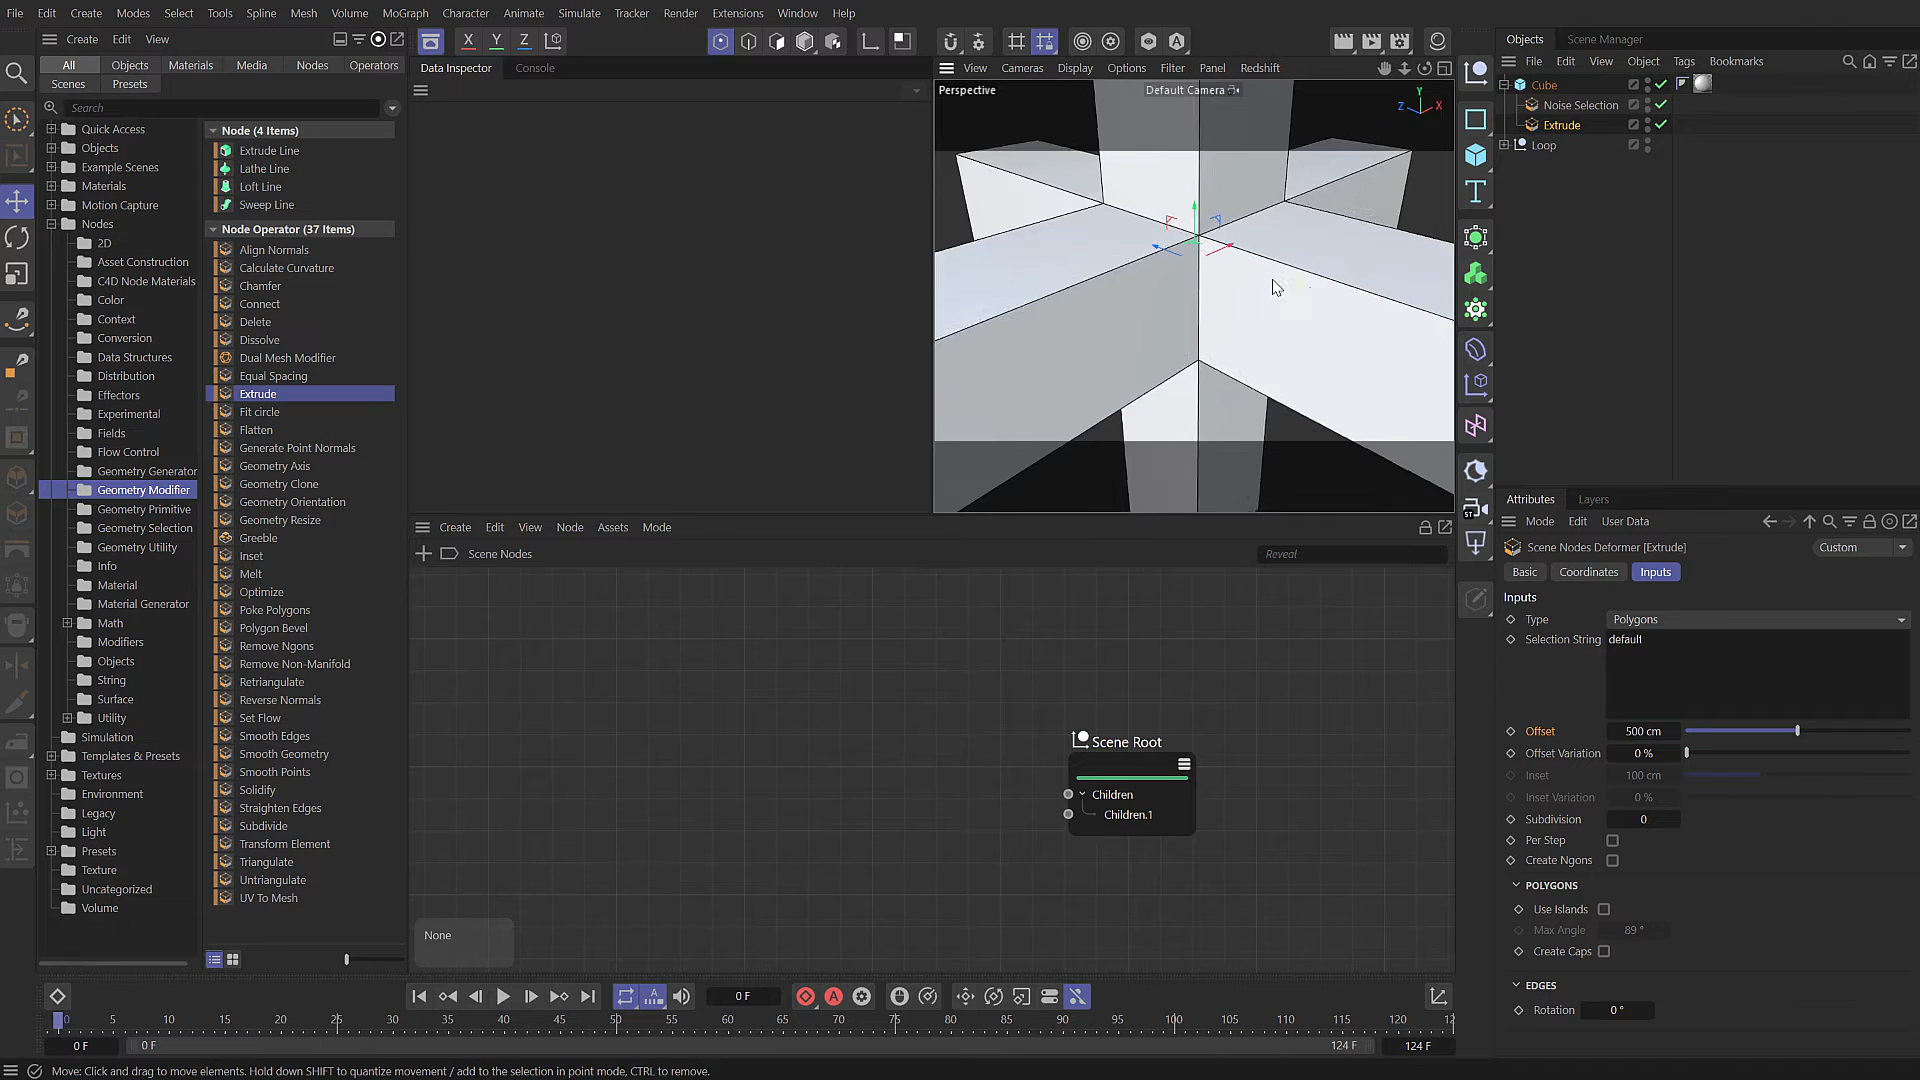 File Edit Create Modes Select Tools Spline Mesh Volume MoGraph Character Animate Simulate Tracker Render Extensions Window Help
Create Edit View
All Objects Materials Media Nodes Operators
Scenes Presets
Search
Quick Access
Objects
Example Scenes
Materials
Motion Capture
Nodes
2D
Asset Construction
C4D Node Materials
Color
Context
Conversion
Data Structures
Distribution
Effectors
Experimental
Fields
Flow Control
Geometry Generator
Geometry Modifier
Geometry Primitive
Geometry Selection
Geometry Utility
Info
Material
Material Generator
Math
Modifiers
Objects
String
Surface
Utility
Simulation
Templates & Presets
Textures
Environment
Legacy
Light
Presets
Texture
Uncategorized
Volume
Node (4 Items)
Extrude Line
Lathe Line
Loft Line
Sweep Line
Node Operator (37 Items)
Align Normals
Calculate Curvature
Chamfer
Connect
Delete
Dissolve
Dual Mesh Modifier
Equal Spacing
Extrude
Fit circle
Flatten
Generate Point Normals
Geometry Axis
Geometry Clone
Geometry Orientation
Geometry Resize
Greeble
Inset
Melt
Optimize
Poke Polygons
Polygon Bevel
Remove Ngons
Remove Non-Manifold
Retriangulate
Reverse Normals
Set Flow
Smooth Edges
Smooth Geometry
Smooth Points
Solidify
Straighten Edges
Subdivide
Transform Element
Triangulate
Untriangulate
UV To Mesh
X Y Z
Data Inspector Console
View Cameras Display Options Filter Panel Redshift
Perspective Default Camera
Y
Z X
Create Edit View Node Assets Mode
Scene Nodes Reveal
Scene Root
Children
Children.1
None
Objects Scene Manager
File Edit View Object Tags Bookmarks
Cube
Noise Selection
Extrude
Loop
Attributes Layers
Mode Edit User Data
Scene Nodes Deformer [Extrude] Custom
Basic Coordinates Inputs
Inputs
Type Polygons
Selection String default
Offset 500 cm
Offset Variation 0 %
Inset 100 cm
Inset Variation 0 %
Subdivision 0
Per Step
Create Ngons
POLYGONS
Use Islands
Max Angle 89 °
Create Caps
EDGES
Rotation 0 °
0 F
0 5 10 15 20 25 30 35 40 45 50 55 60 65 70 75 80 85 90 95 100 105 110 115 120 12
0 F 0 F 124 F 124 F
Move: Click and drag to move elements. Hold down SHIFT to quantize movement / add to the selection in point mode, CTRL to remove.